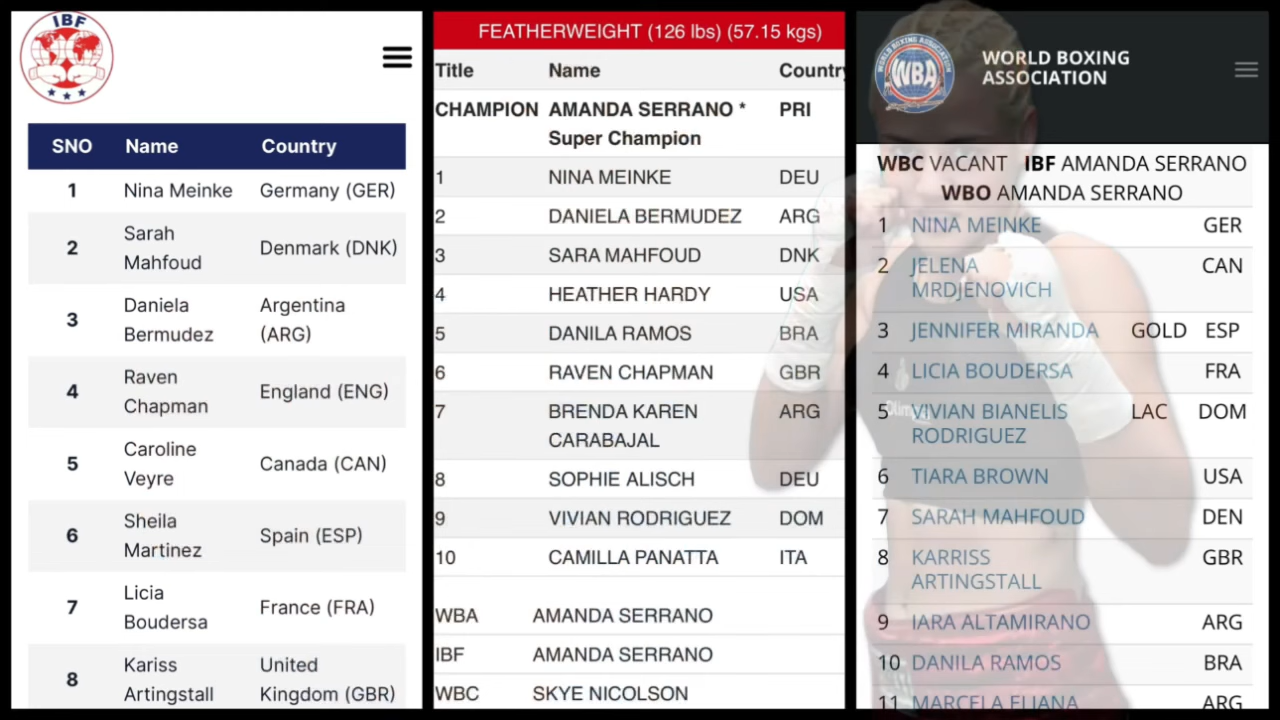 IBF
SNO Name Country
1 Nina Meinke Germany (GER)
2 Sarah Mahfoud Denmark (DNK)
3 Daniela Bermudez Argentina (ARG)
4 Raven Chapman England (ENG)
5 Caroline Veyre Canada (CAN)
6 Sheila Martinez Spain (ESP)
7 Licia Boudersa France (FRA)
8 Kariss Artingstall United Kingdom (GBR)
FEATHERWEIGHT (126 lbs) (57.15 kgs)
Title Name Country
CHAMPION AMANDA SERRANO * PRI
Super Champion
1 NINA MEINKE DEU
2 DANIELA BERMUDEZ ARG
3 SARA MAHFOUD DNK
4 HEATHER HARDY USA
5 DANILA RAMOS BRA
6 RAVEN CHAPMAN GBR
7 BRENDA KAREN CARABAJAL ARG
8 SOPHIE ALISCH DEU
9 VIVIAN RODRIGUEZ DOM
10 CAMILLA PANATTA ITA
WBA AMANDA SERRANO
IBF AMANDA SERRANO
WBC SKYE NICOLSON
WORLD BOXING ASSOCIATION
WBA
WORLD BOXING
ASSOCIATION
WBC VACANT IBF AMANDA SERRANO
WBO AMANDA SERRANO
1 NINA MEINKE GER
2 JELENA MRDJENOVICH CAN
3 JENNIFER MIRANDA GOLD ESP
4 LICIA BOUDERSA FRA
5 VIVIAN BIANELIS RODRIGUEZ LAC DOM
6 TIARA BROWN USA
7 SARAH MAHFOUD DEN
8 KARRISS ARTINGSTALL GBR
9 IARA ALTAMIRANO ARG
10 DANILA RAMOS BRA
11 MARCELA ELIANA ARG